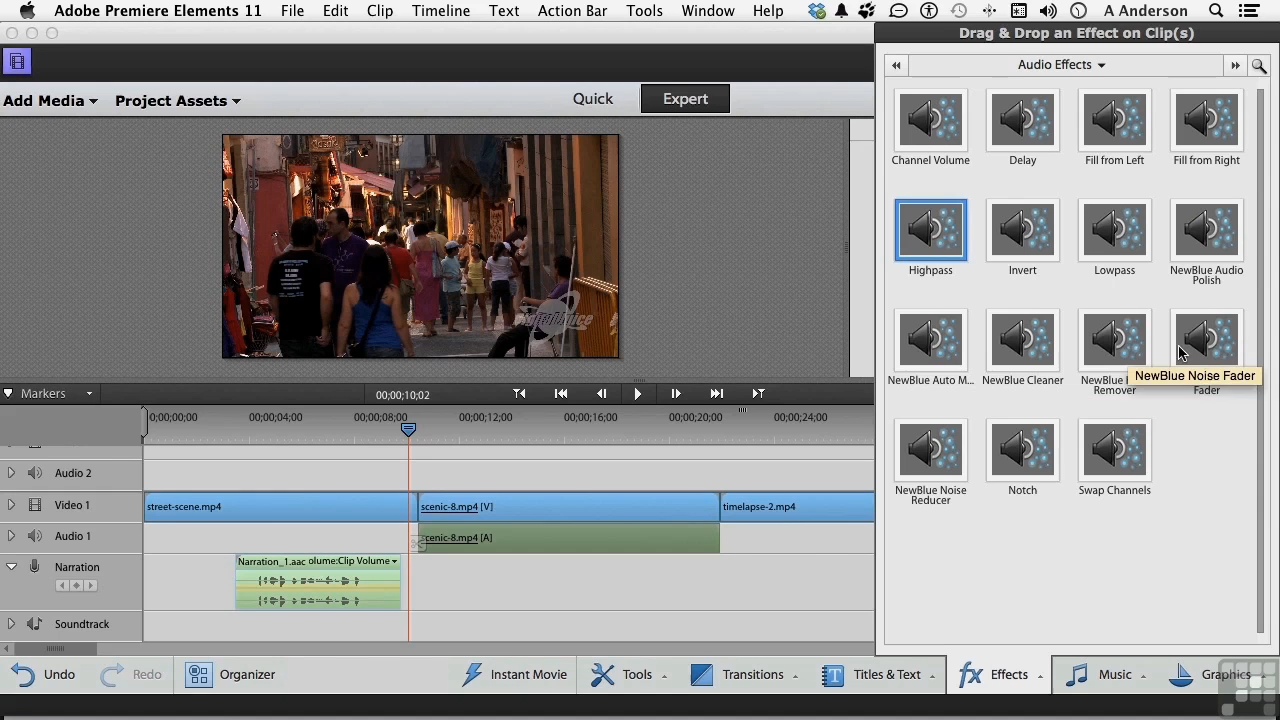 Adobe Premiere Elements 11 File Edit Clip Timeline Text Action Bar Tools Window Help A Anderson
Drag & Drop an Effect on Clip(s)
Audio Effects
Add Media Project Assets Quick Expert
Channel Volume Delay Fill from Left Fill from Right
Highpass Invert Lowpass NewBlue Audio
Polish
NewBlue Auto M... NewBlue Cleaner NewBlue
Remover Fader
NewBlue Noise Fader
NewBlue Noise
Reducer
Notch Swap Channels
Markers 00;00;10;02
00;00;00;00 00;00;04;00 00;00;08;00 00;00;12;00 00;00;16;00 00;00;20;00 00;00;24;00
Audio 2
Video 1 street-scene.mp4 scenic-8.mp4 [V] timelapse-2.mp4
Audio 1 scenic-8.mp4 [A]
Narration Narration_1.aac olume:Clip Volume
Soundtrack
Undo Redo Organizer Instant Movie Tools Transitions Titles & Text Effects Music Graphics